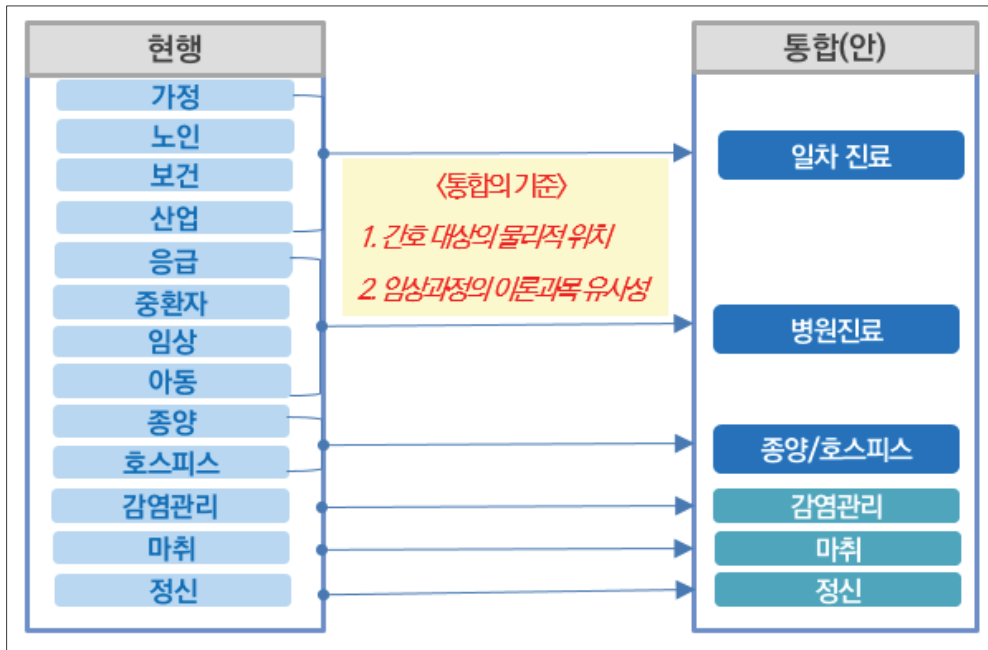 현행
가정
노인
보건
산업
응급
중환자
임상
아동
종양
호스피스
감염관리
마취
정신
<통합의 기준>
1. 간호 대상의 물리적 위치
2. 임상과정의 이론과목 유사성
통합(안)
일차 진료
병원진료
종양/호스피스
감염관리
마취
정신